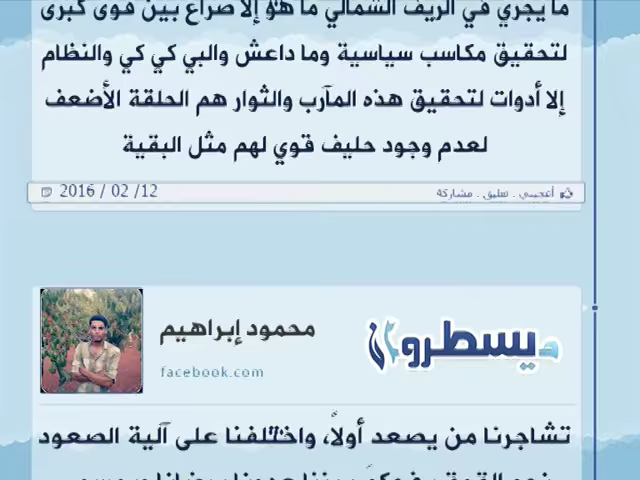 ما يجري في الريف الشمالي ما هو إلا صراع بين قوى كبرى
لتحقيق مكاسب سياسية وما داعش والبي كي كي والنظام
إلا أدوات لتحقيق هذه المآرب والثوار هم الحلقة الأضعف
لعدم وجود حليف قوي لهم مثل البقية
أعجبني . تعليق . مشاركة
2016 / 02 /12
محمود إبراهيم
facebook.com
يسطرون
تشاجرنا من يصعد أولاً، واختلفنا على آلية الصعود